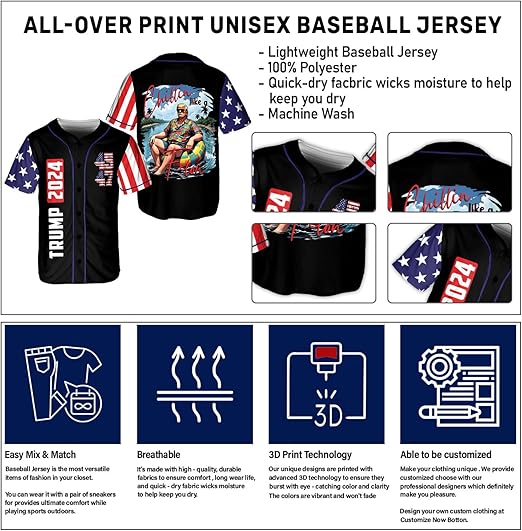 ALL-OVER PRINT UNISEX BASEBALL JERSEY
- Lightweight Baseball Jersey
- 100% Polyester
- Quick-dry facbric wicks moisture to help
keep you dry
- Machine Wash
TRUMP 2024
Chillin
like a
Chillin
like
2024
3D
Easy Mix & Match
Baseball Jersey is the most versatile
items of fashion in your closet.
You can wear it with a pair of sneakers
for provides ultimate comfort while
playing sports outdoors.
Breathable
It's made with high - quality, durable
fabrics to ensure comfort , long wear life,
and quick - dry fabric wicks moisture
to help keep you dry.
3D Print Technology
Our unique designs are printed with
advanced 3D technology to ensure they
burst with eye - catching color and clarity
The colors are vibrant and won't fade
Able to be customized
Make your clothing unique . We provide
customized choose with our
professional designers which definitely
make you pleasure.
Design your own custom clothing at
Customize Now Botton.